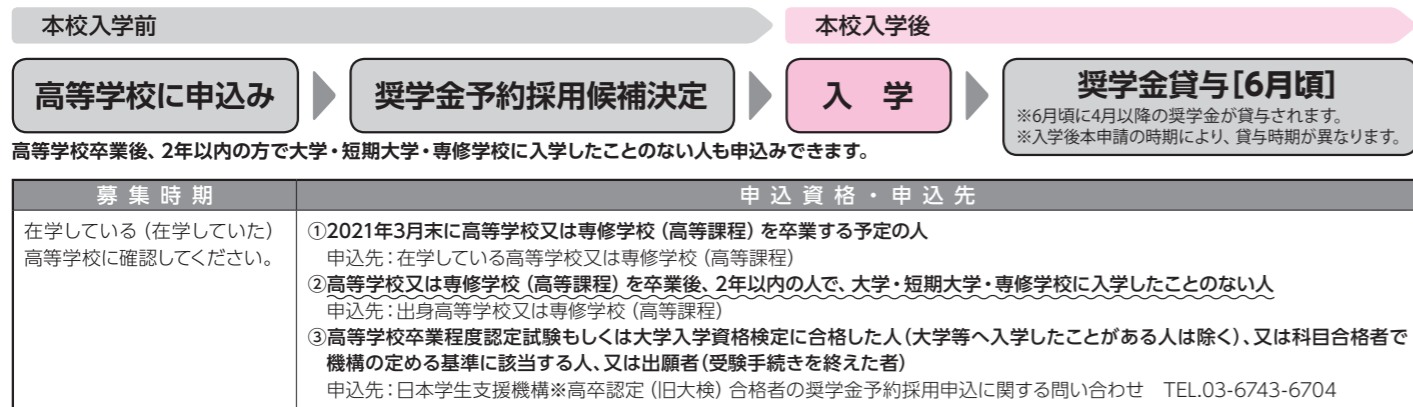 本校入学前
本校入学後
高等学校に申込み
奨学金予約採用候補決定
入 学
奨学金貸与[6月頃]
※6月頃に4月以降の奨学金が貸与されます。
※入学後本申請の時期により、貸与時期が異なります。
高等学校卒業後、2年以内の方で大学・短期大学・専修学校に入学したことのない人も申込みできます。
募集時期
申込資格・申込先
在学している(在学していた)
高等学校に確認してください。
①2021年3月末に高等学校又は専修学校(高等課程)を卒業する予定の人
申込先:在学している高等学校又は専修学校(高等課程)
②高等学校又は専修学校(高等課程)を卒業後、2年以内の人で、大学・短期大学・専修学校に入学したことのない人
申込先:出身高等学校又は専修学校(高等課程)
③高等学校卒業程度認定試験もしくは大学入学資格検定に合格した人(大学等へ入学したことがある人は除く)、又は科目合格者で
機構の定める基準に該当する人、又は出願者(受験手続きを終えた者)
申込先:日本学生支援機構※高卒認定(旧大検)合格者の奨学金予約採用申込に関する問い合わせ TEL.03-6743-6704